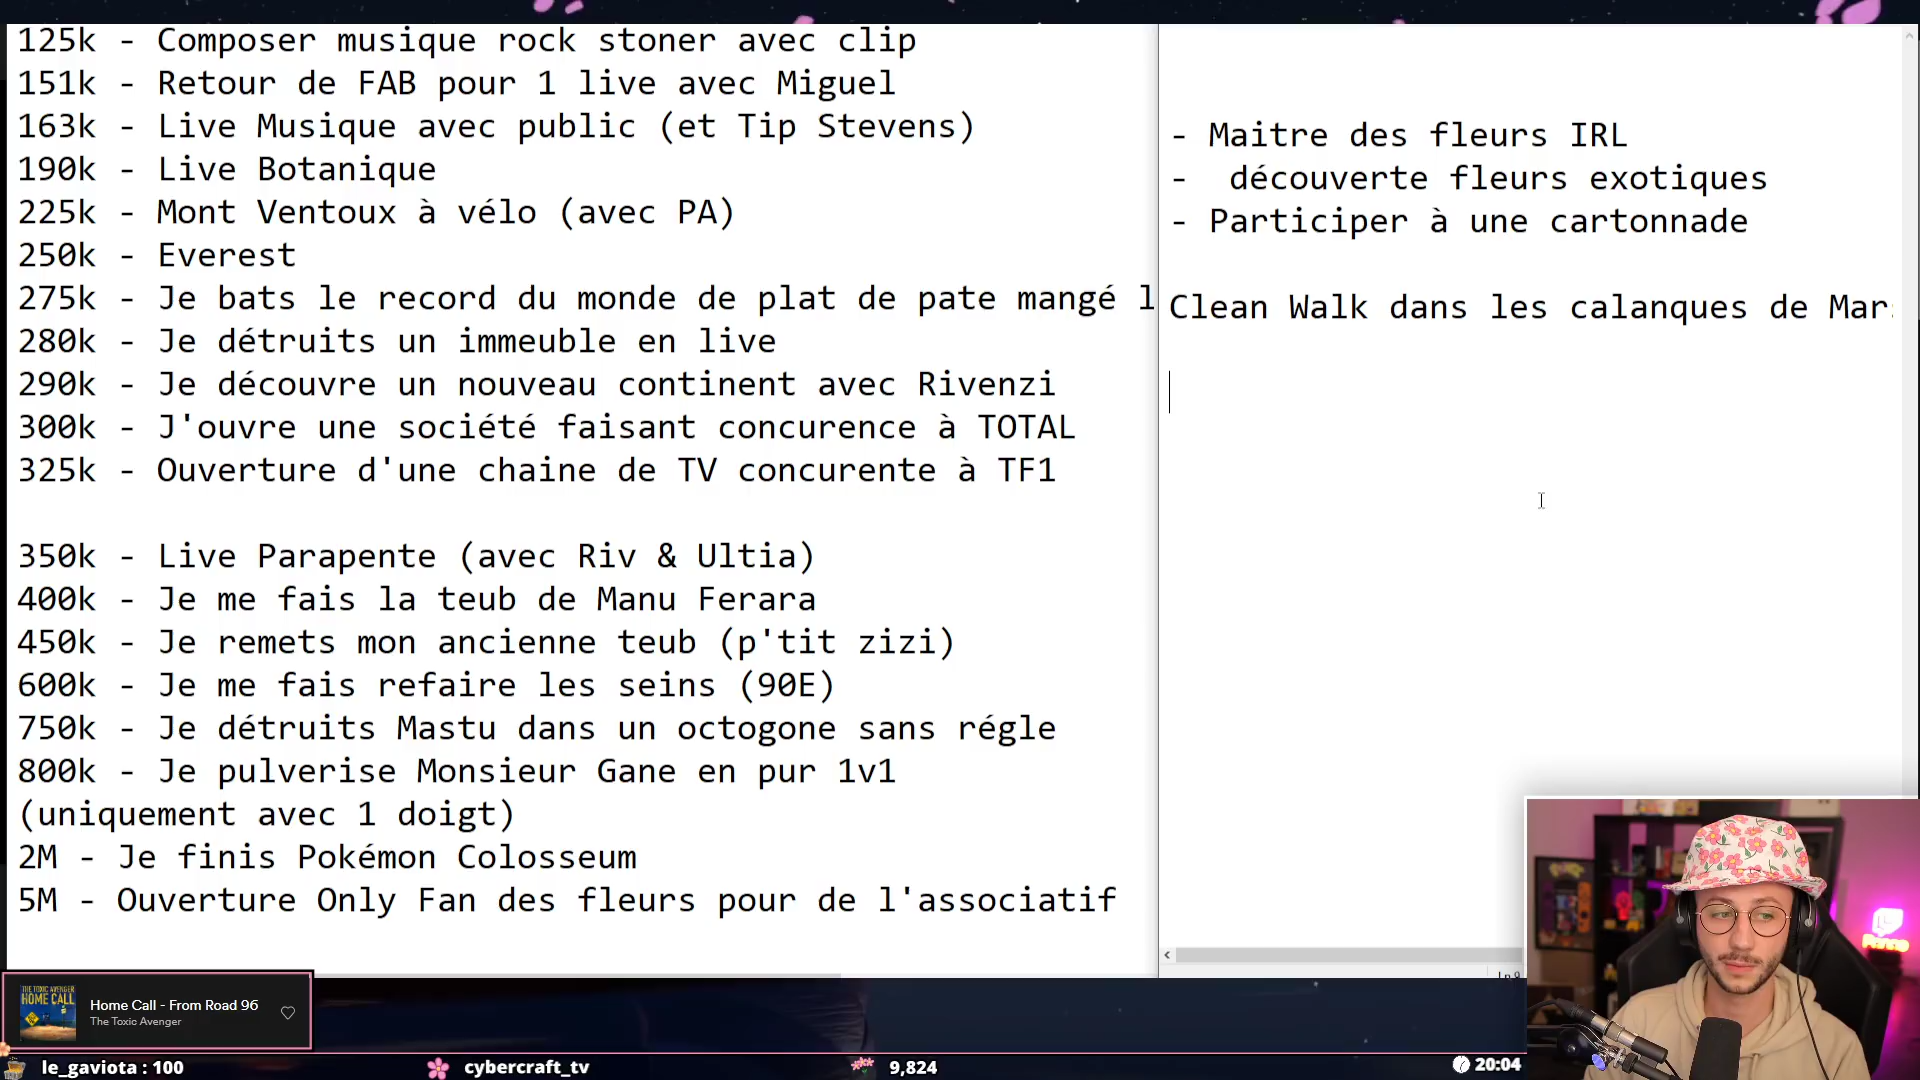 125k - Composer musique rock stoner avec clip
151k - Retour de FAB pour 1 live avec Miguel
163k - Live Musique avec public (et Tip Stevens)
190k - Live Botanique
225k - Mont Ventoux à vélo (avec PA)
250k - Everest
275k - Je bats le record du monde de plat de pate mangé l
280k - Je détruits un immeuble en live
290k - Je découvre un nouveau continent avec Rivenzi
300k - J'ouvre une société faisant concurence à TOTAL
325k - Ouverture d'une chaine de TV concurente à TF1
350k - Live Parapente (avec Riv & Ultia)
400k - Je me fais la teub de Manu Ferara
450k - Je remets mon ancienne teub (p'tit zizi)
600k - Je me fais refaire les seins (90E)
750k - Je détruits Mastu dans un octogone sans régle
800k - Je pulverise Monsieur Gane en pur 1v1
(uniquement avec 1 doigt)
2M - Je finis Pokémon Colosseum
5M - Ouverture Only Fan des fleurs pour de l'associatif
- Maitre des fleurs IRL
- découverte fleurs exotiques
- Participer à une cartonnade
Clean Walk dans les calanques de Mar
THE TOXIC AVENGER
HOME CALL
Home Call - From Road 96
The Toxic Avenger
le_gaviota : 100
cybercraft_tv
9,824
20:04